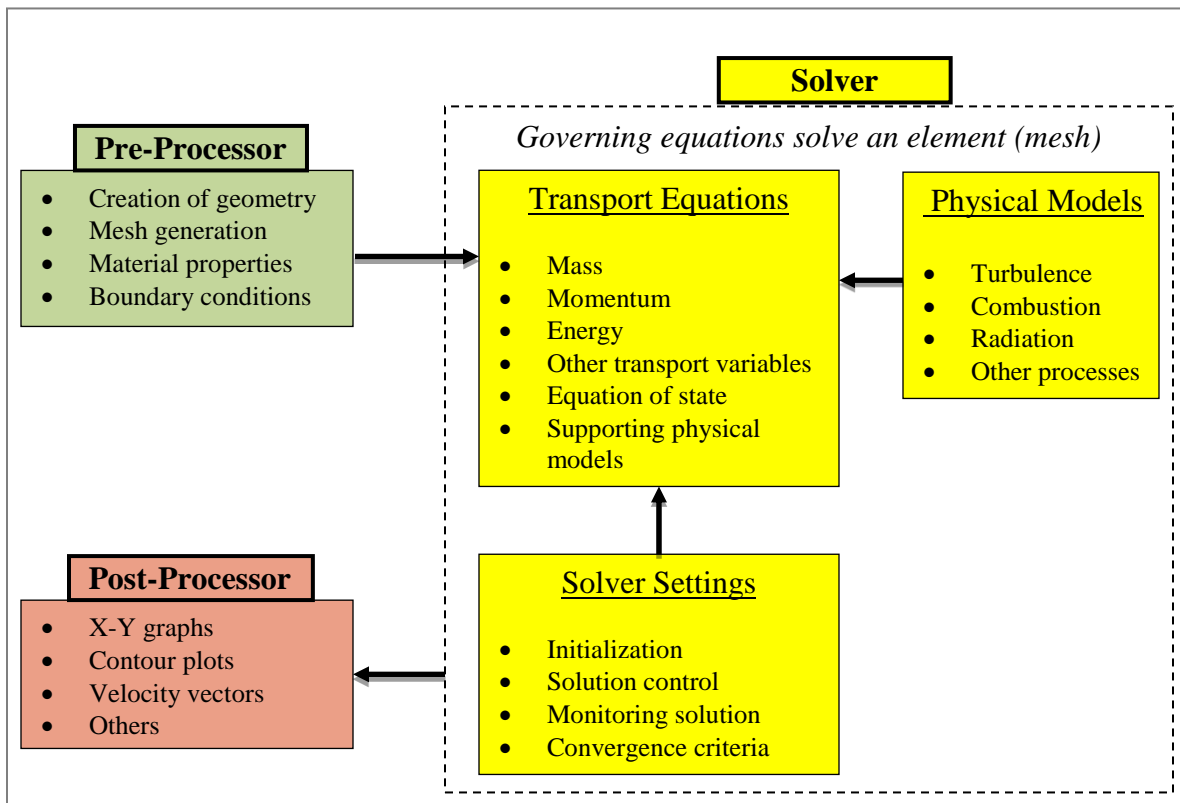 Solver
Governing equations solve an element (mesh)
Pre-Processor
• Creation of geometry
• Mesh generation
• Material properties
• Boundary conditions
Transport Equations
• Mass
• Momentum
• Energy
• Other transport variables
• Equation of state
• Supporting physical
models
Physical Models
• Turbulence
• Combustion
• Radiation
• Other processes
Solver Settings
• Initialization
• Solution control
• Monitoring solution
• Convergence criteria
Post-Processor
• X-Y graphs
• Contour plots
• Velocity vectors
• Others